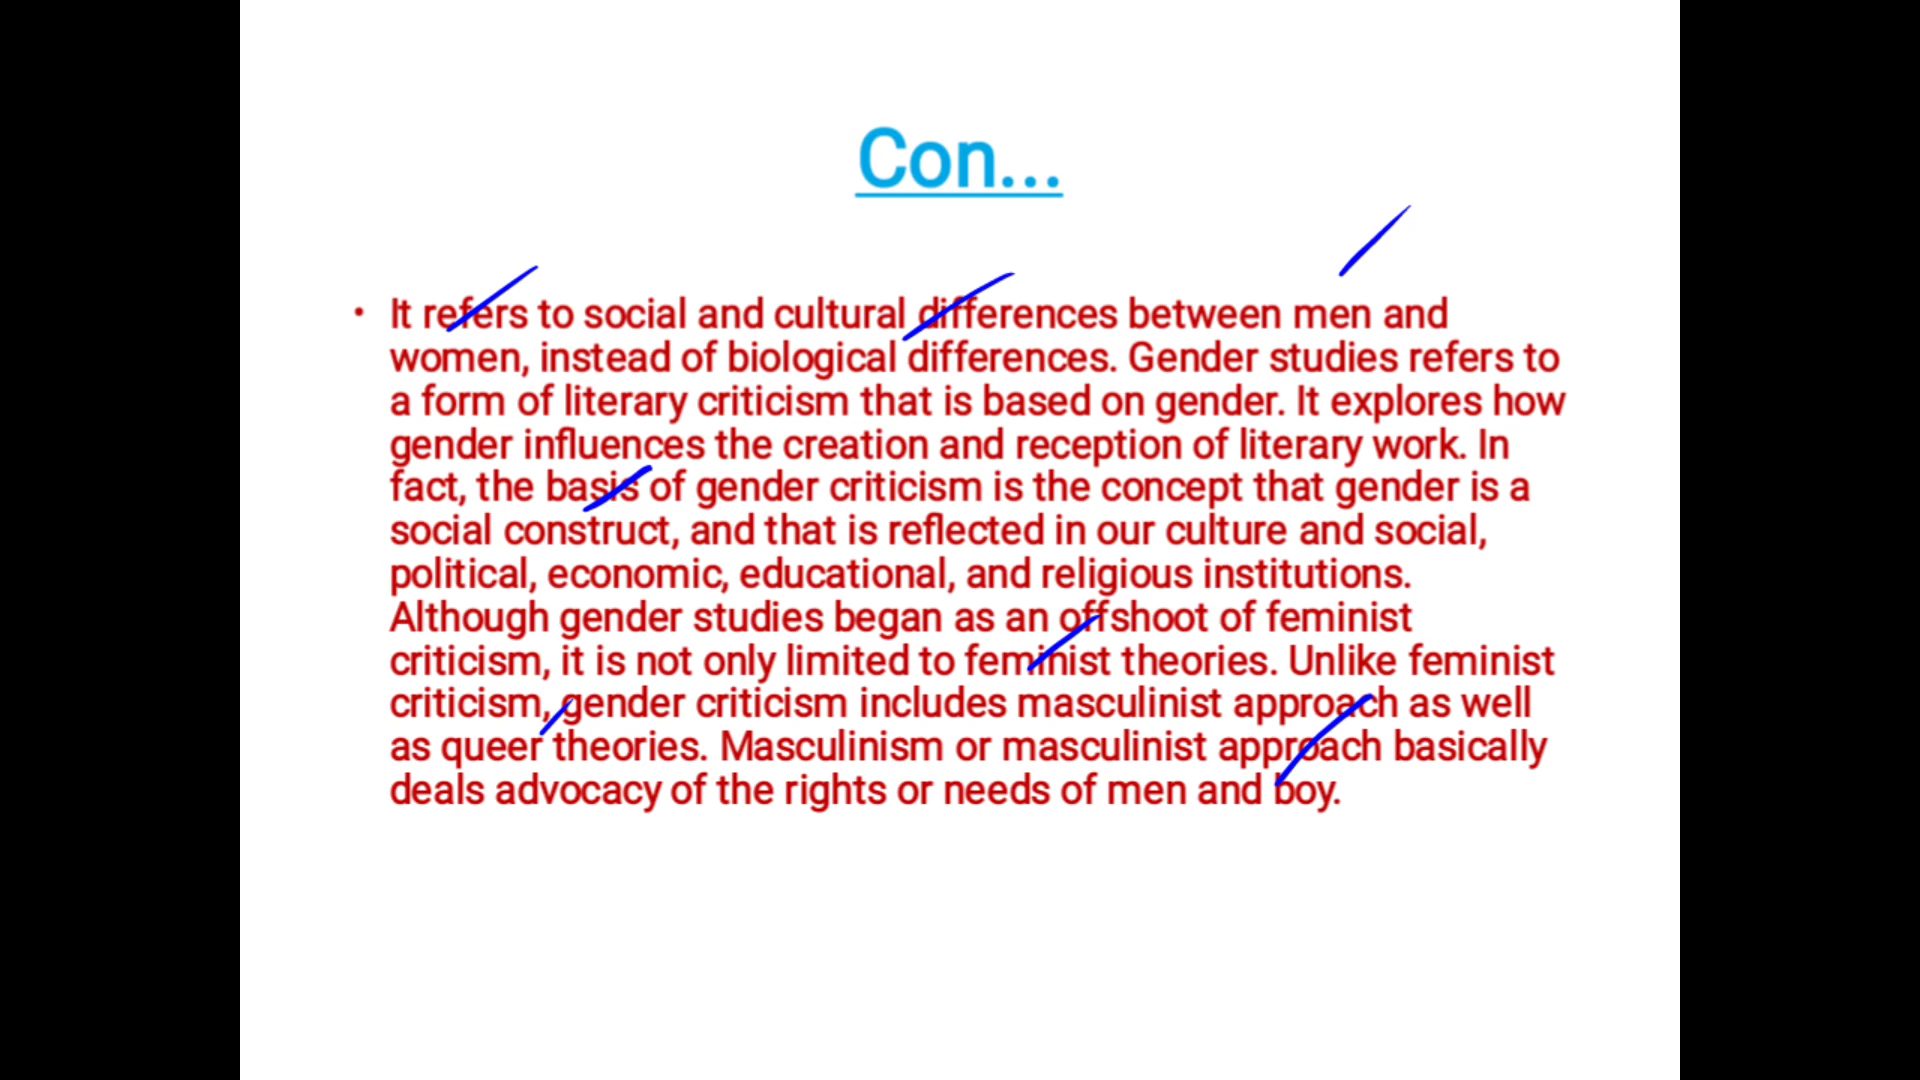 Con...
• It refers to social and cultural differences between men and
women, instead of biological differences. Gender studies refers to
a form of literary criticism that is based on gender. It explores how
gender influences the creation and reception of literary work. In
fact, the basis of gender criticism is the concept that gender is a
social construct, and that is reflected in our culture and social,
political, economic, educational, and religious institutions.
Although gender studies began as an offshoot of feminist
criticism, it is not only limited to feminist theories. Unlike feminist
criticism, gender criticism includes masculinist approach as well
as queer theories. Masculinism or masculinist approach basically
deals advocacy of the rights or needs of men and boy.